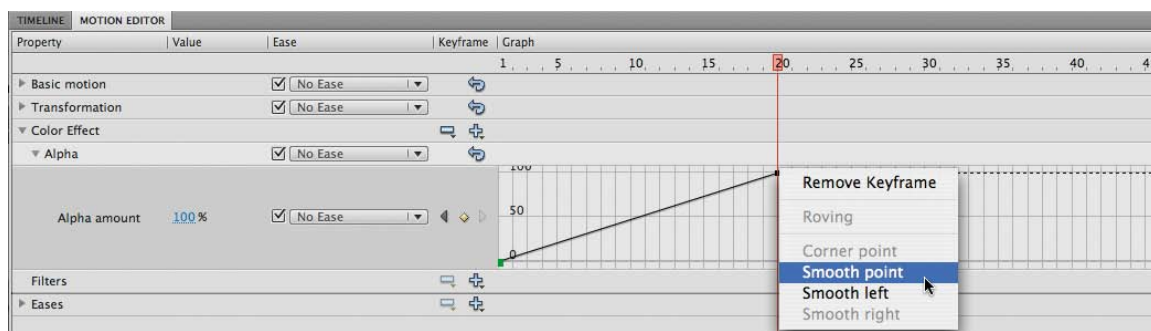 TIMELINE MOTION EDITOR
Property Value Ease Keyframe Graph
1 5 10 15 20 25 30 35 40 4
Basic motion No Ease
Transformation No Ease
Color Effect
Alpha No Ease
100
Alpha amount 100 % No Ease 50
0
Filters
Eases
Remove Keyframe
Roving
Corner point
Smooth point
Smooth left
Smooth right